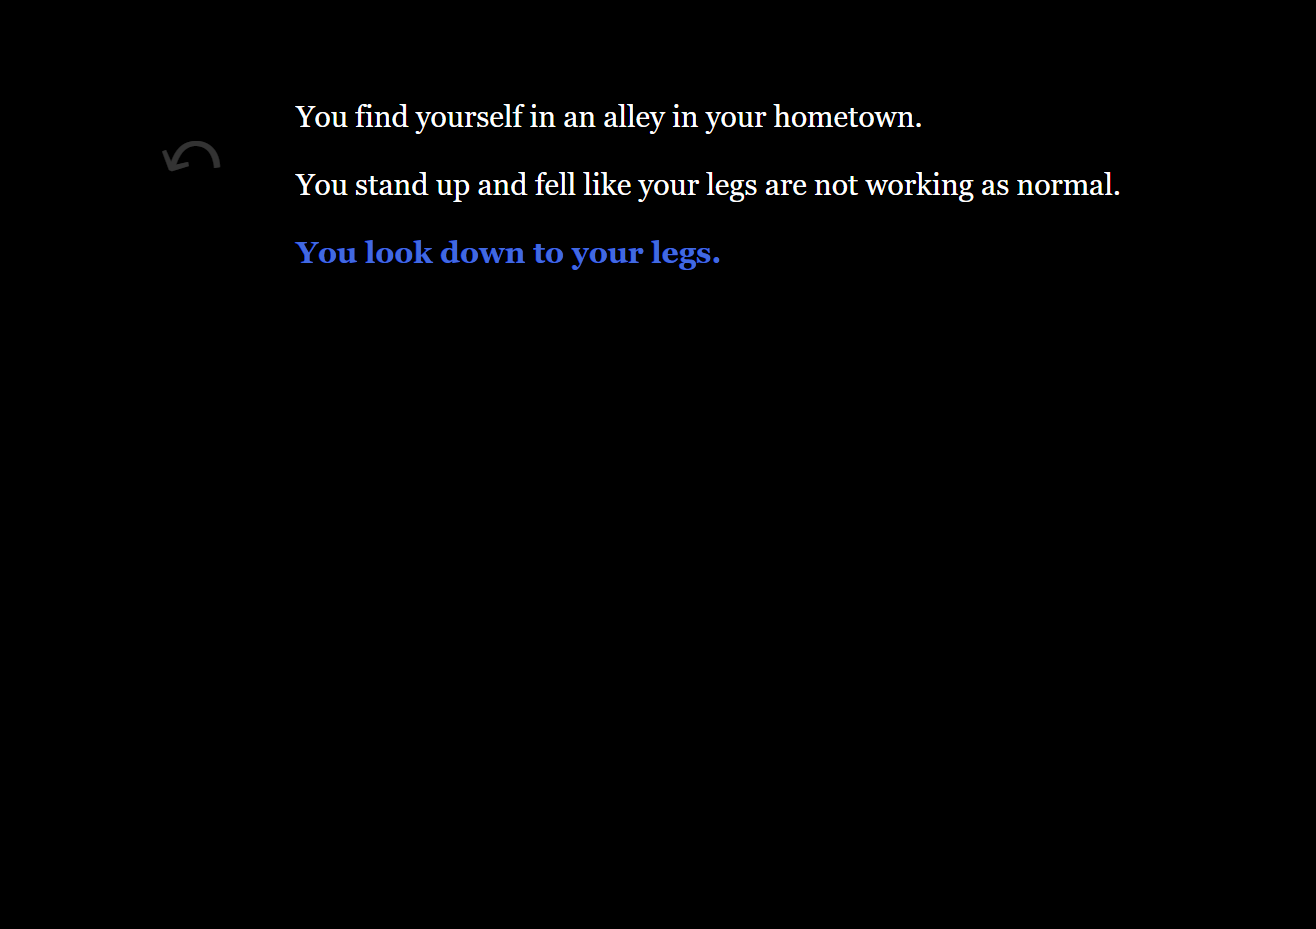 You find yourself in an alley in your hometown.
You stand up and fell like your legs are not working as normal.
You look down to your legs.